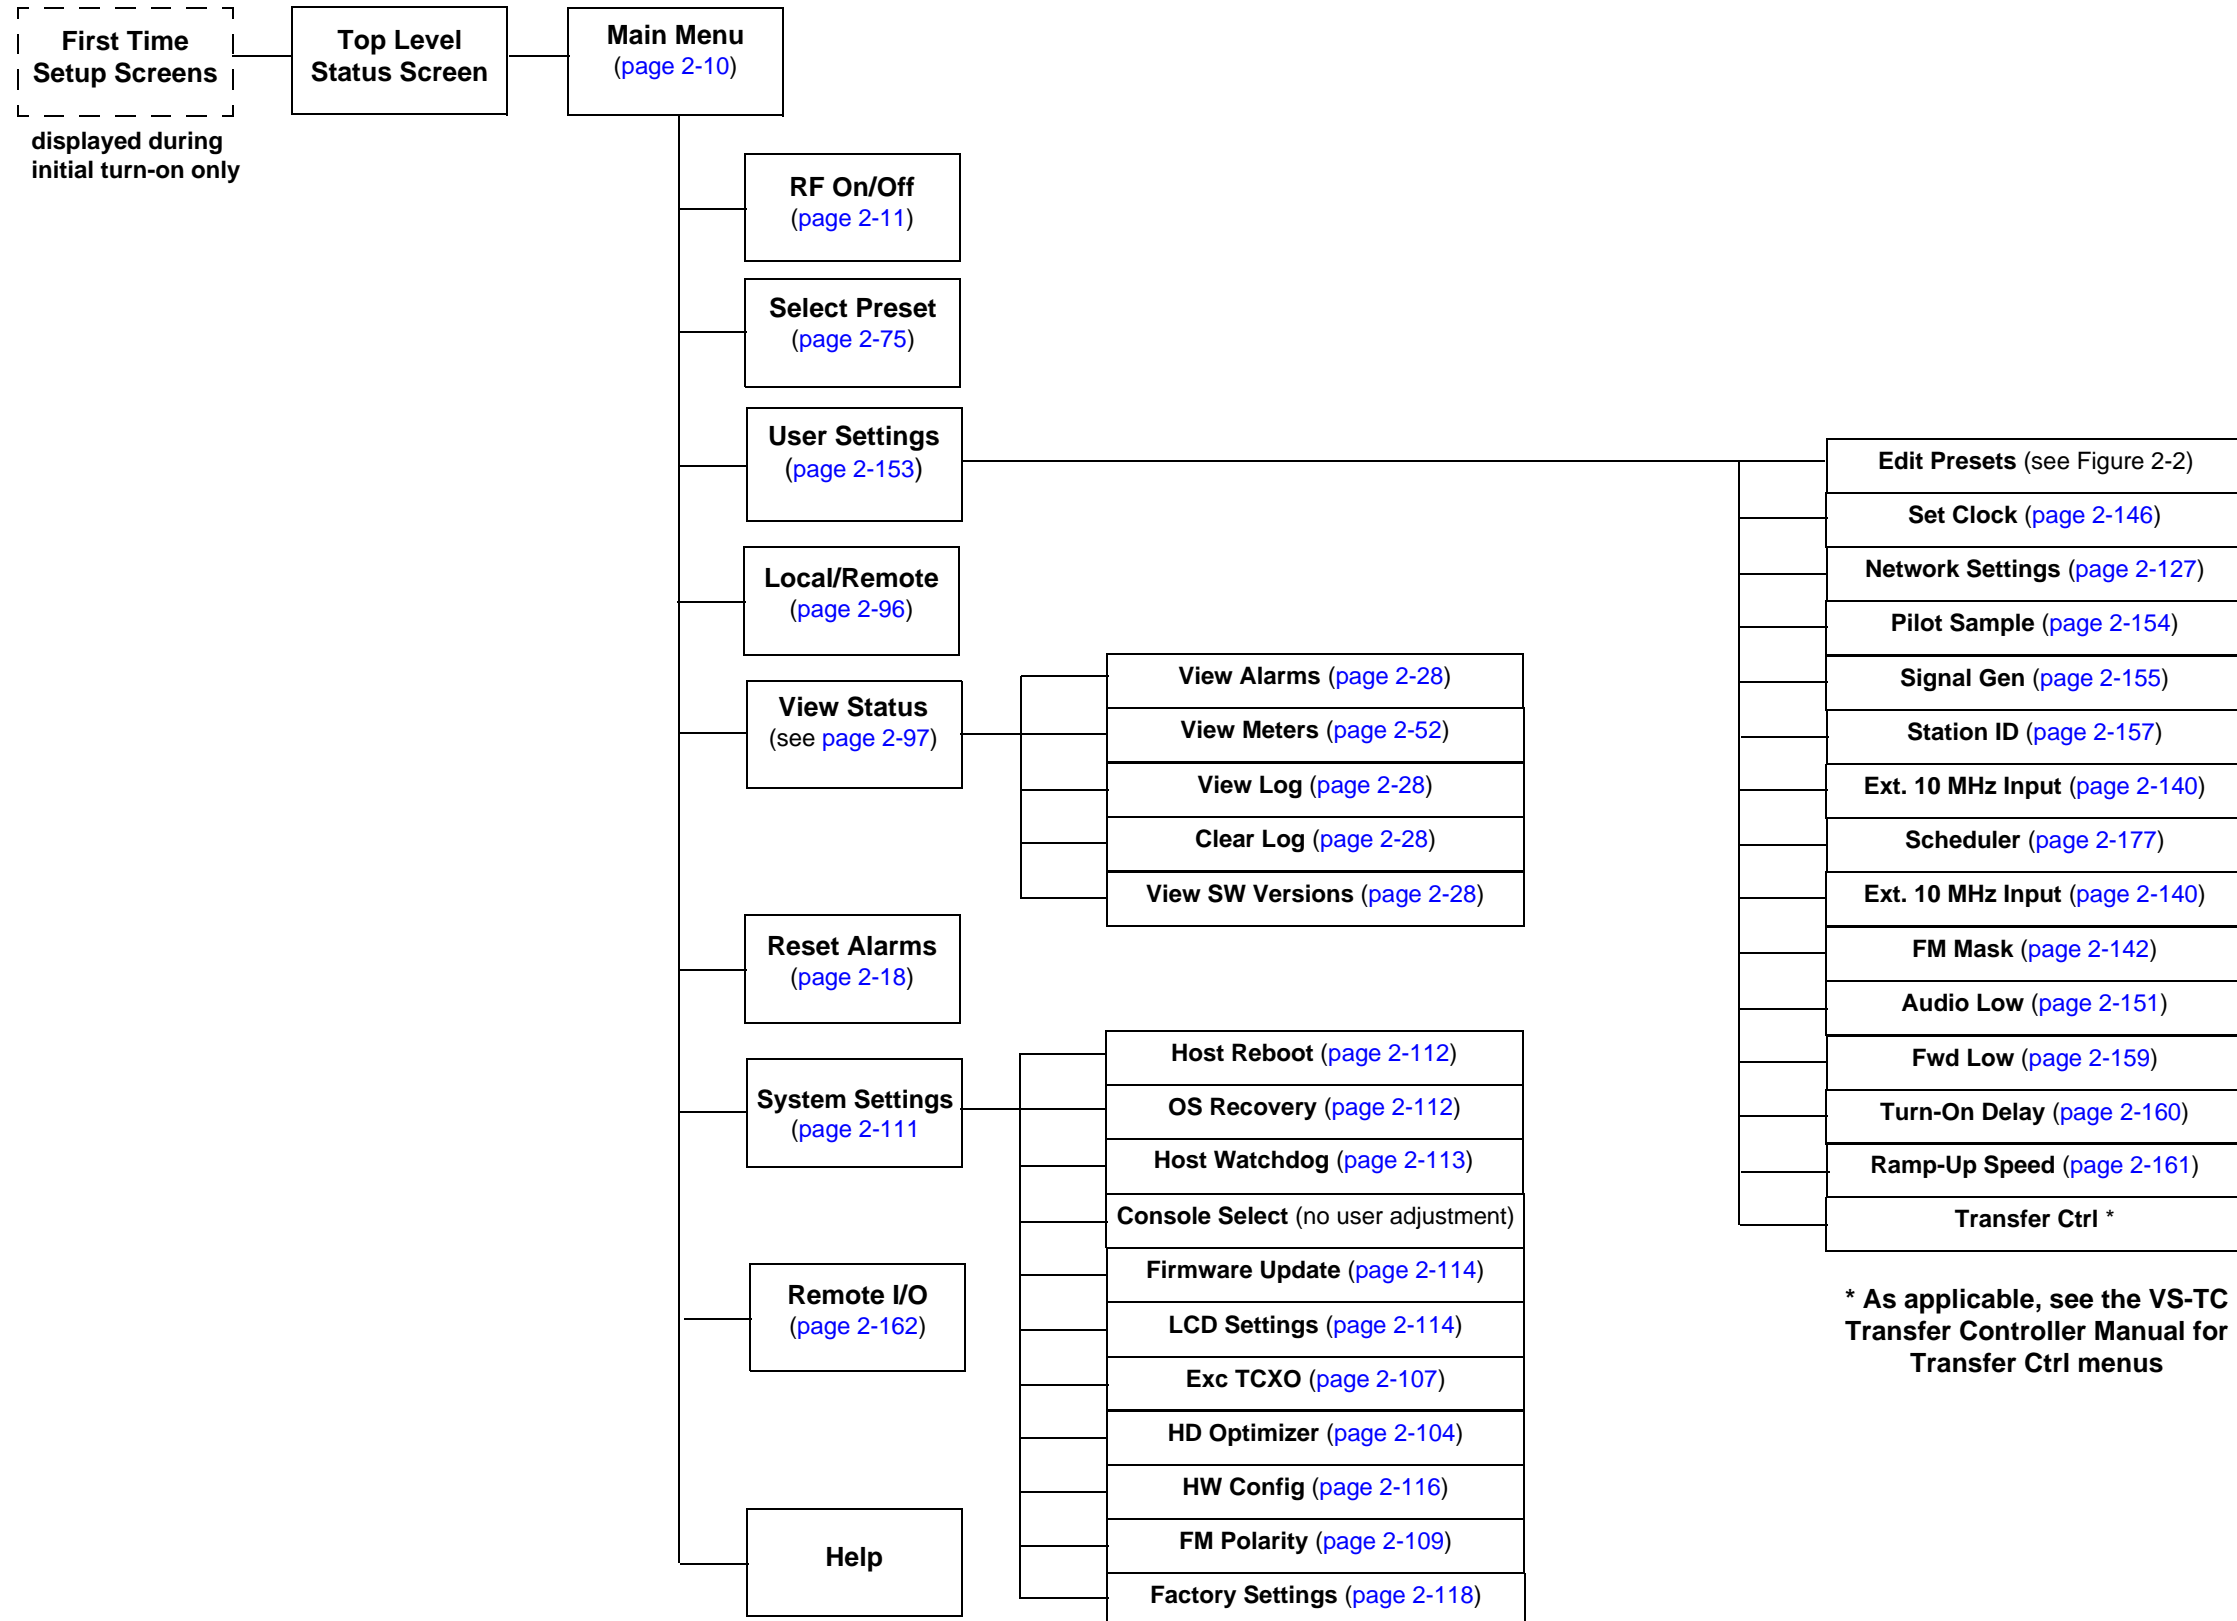 First Time
Setup Screens
displayed during
initial turn-on only
Top Level
Status Screen
Main Menu
(page 2-10)
RF On/Off
(page 2-11)
Select Preset
(page 2-75)
User Settings
(page 2-153)
Local/Remote
(page 2-96)
View Status
(see page 2-97)
Reset Alarms
(page 2-18)
System Settings
(page 2-111
Remote I/O
(page 2-162)
Help
View Alarms (page 2-28)
View Meters (page 2-52)
View Log (page 2-28)
Clear Log (page 2-28)
View SW Versions (page 2-28)
Host Reboot (page 2-112)
OS Recovery (page 2-112)
Host Watchdog (page 2-113)
Console Select (no user adjustment)
Firmware Update (page 2-114)
LCD Settings (page 2-114)
Exc TCXO (page 2-107)
HD Optimizer (page 2-104)
HW Config (page 2-116)
FM Polarity (page 2-109)
Factory Settings (page 2-118)
Edit Presets (see Figure 2-2)
Set Clock (page 2-146)
Network Settings (page 2-127)
Pilot Sample (page 2-154)
Signal Gen (page 2-155)
Station ID (page 2-157)
Ext. 10 MHz Input (page 2-140)
Scheduler (page 2-177)
Ext. 10 MHz Input (page 2-140)
FM Mask (page 2-142)
Audio Low (page 2-151)
Fwd Low (page 2-159)
Turn-On Delay (page 2-160)
Ramp-Up Speed (page 2-161)
Transfer Ctrl *
* As applicable, see the VS-TC
Transfer Controller Manual for
Transfer Ctrl menus